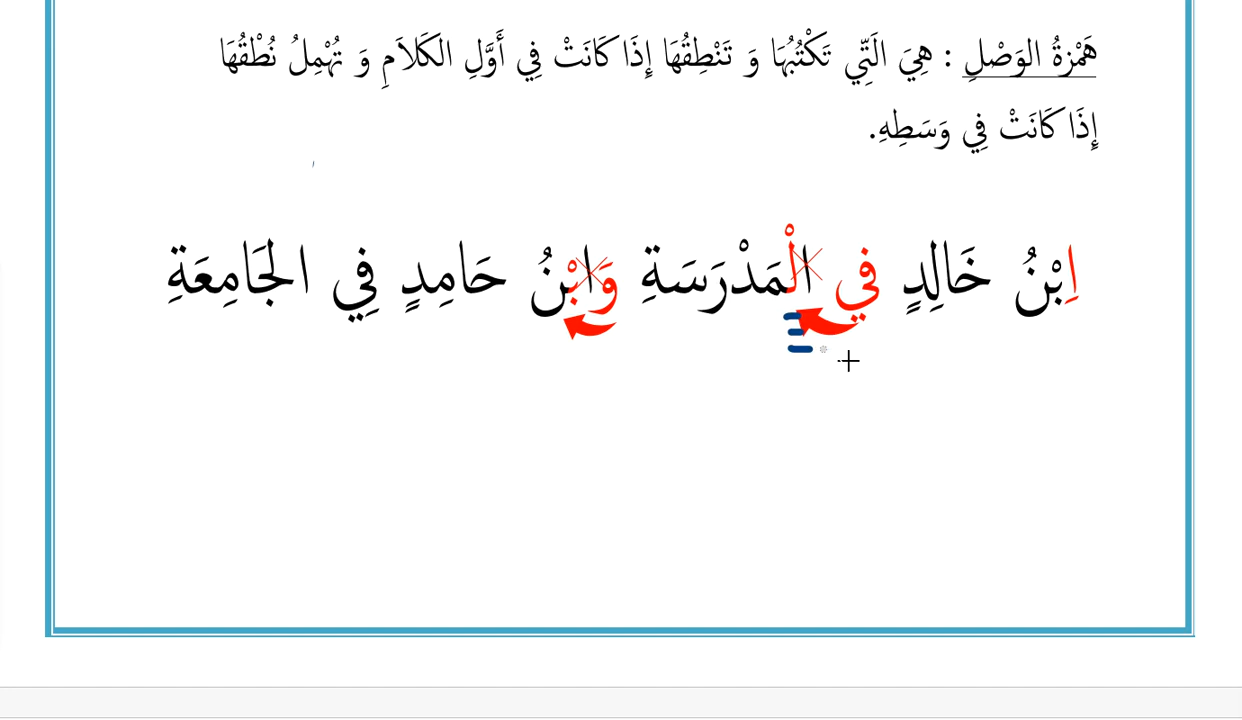 هَمْزةُ الوَصْلِ : هِيَ الَتِّي تَكْتُبُهَا وَ تَنْطِقُهَا إِذَا كَانَتْ فِي أَوَّلِ الكَلاَمِ وَ تُهْمِلُ نُطْقُهَا
إِذَا كَانَتْ فِي وَسَطِهِ.
اِبْنُ خَالِدٍ فِي الْمَدْرَسَةِ وَابْنُ حَامِدٍ فِي الجَامِعَةِ